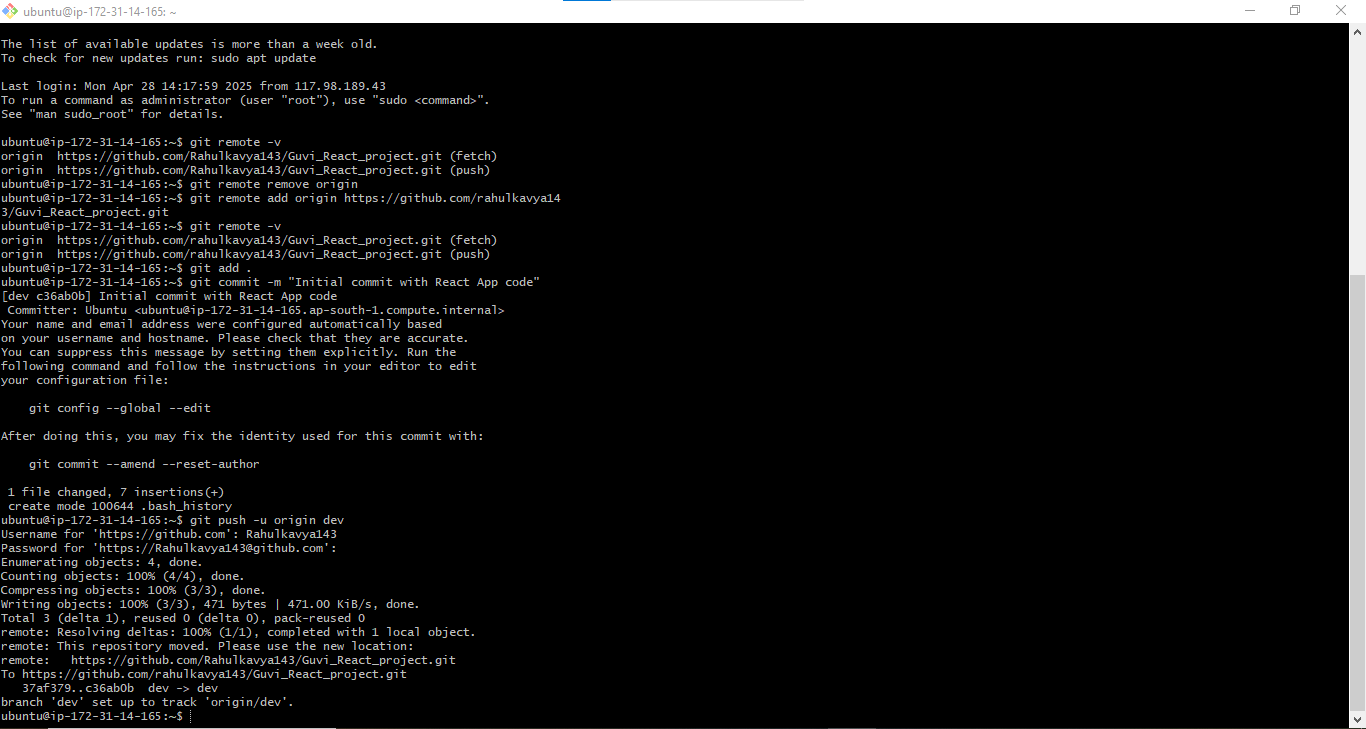 ubuntu@ip-172-31-14-165: ~
The list of available updates is more than a week old.
To check for new updates run: sudo apt update
Last login: Mon Apr 28 14:17:59 2025 from 117.98.189.43
To run a command as administrator (user "root"), use "sudo <command>".
See "man sudo_root" for details.
ubuntu@ip-172-31-14-165:~$ git remote -v
origin  https://github.com/Rahulkavya143/Guvi_React_project.git (fetch)
origin  https://github.com/Rahulkavya143/Guvi_React_project.git (push)
ubuntu@ip-172-31-14-165:~$ git remote remove origin
ubuntu@ip-172-31-14-165:~$ git remote add origin https://github.com/rahulkavya14
3/Guvi_React_project.git
ubuntu@ip-172-31-14-165:~$ git remote -v
origin  https://github.com/rahulkavya143/Guvi_React_project.git (fetch)
origin  https://github.com/rahulkavya143/Guvi_React_project.git (push)
ubuntu@ip-172-31-14-165:~$ git add .
ubuntu@ip-172-31-14-165:~$ git commit -m "Initial commit with React App code"
[dev c36ab0b] Initial commit with React App code
 Committer: Ubuntu <ubuntu@ip-172-31-14-165.ap-south-1.compute.internal>
Your name and email address were configured automatically based
on your username and hostname. Please check that they are accurate.
You can suppress this message by setting them explicitly. Run the
following command and follow the instructions in your editor to edit
your configuration file:
    git config --global --edit
After doing this, you may fix the identity used for this commit with:
    git commit --amend --reset-author
 1 file changed, 7 insertions(+)
 create mode 100644 .bash_history
ubuntu@ip-172-31-14-165:~$ git push -u origin dev
Username for 'https://github.com': Rahulkavya143
Password for 'https://Rahulkavya143@github.com':
Enumerating objects: 4, done.
Counting objects: 100% (4/4), done.
Compressing objects: 100% (3/3), done.
Writing objects: 100% (3/3), 471 bytes | 471.00 KiB/s, done.
Total 3 (delta 1), reused 0 (delta 0), pack-reused 0
remote: Resolving deltas: 100% (1/1), completed with 1 local object.
remote: This repository moved. Please use the new location:
remote:   https://github.com/Rahulkavya143/Guvi_React_project.git
To https://github.com/rahulkavya143/Guvi_React_project.git
   37af379..c36ab0b  dev -> dev
branch 'dev' set up to track 'origin/dev'.
ubuntu@ip-172-31-14-165:~$